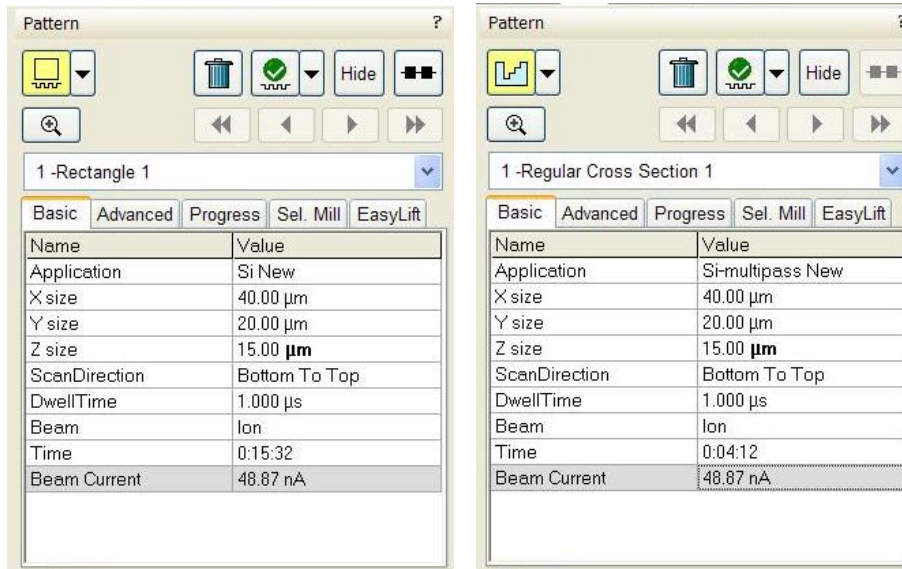 Pattern ?
Hide
1 -Rectangle 1
Basic Advanced Progress Sel. Mill EasyLift
Name Value
Application Si New
X size 40.00 µm
Y size 20.00 µm
Z size 15.00 µm
ScanDirection Bottom To Top
DwellTime 1.000 µs
Beam Ion
Time 0:15:32
Beam Current 48.87 nA
Pattern ?
Hide
1 -Regular Cross Section 1
Basic Advanced Progress Sel. Mill EasyLift
Name Value
Application Si-multipass New
X size 40.00 µm
Y size 20.00 µm
Z size 15.00 µm
ScanDirection Bottom To Top
DwellTime 1.000 µs
Beam Ion
Time 0:04:12
Beam Current 48.87 nA